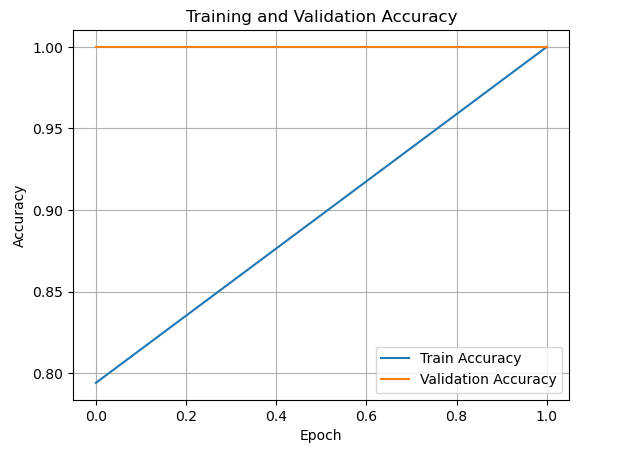 Training and Validation Accuracy
1.00
0.95
0.90
0.85
0.80
Accuracy
Train Accuracy
Validation Accuracy
0.0 0.2 0.4 0.6 0.8 1.0
Epoch